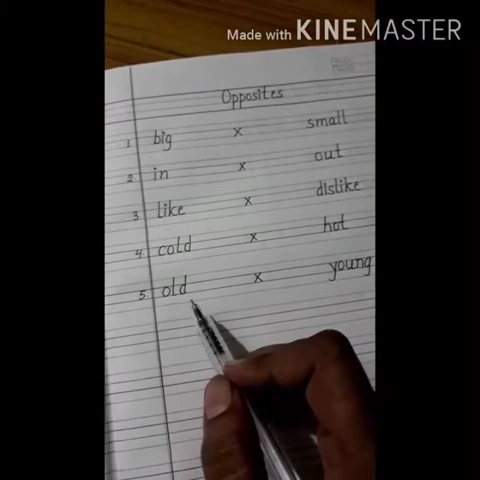 Made with KINEMASTER
Opposites
1. big x small
2. in x out
3. like x dislike
4. cold x hot
5. old x young